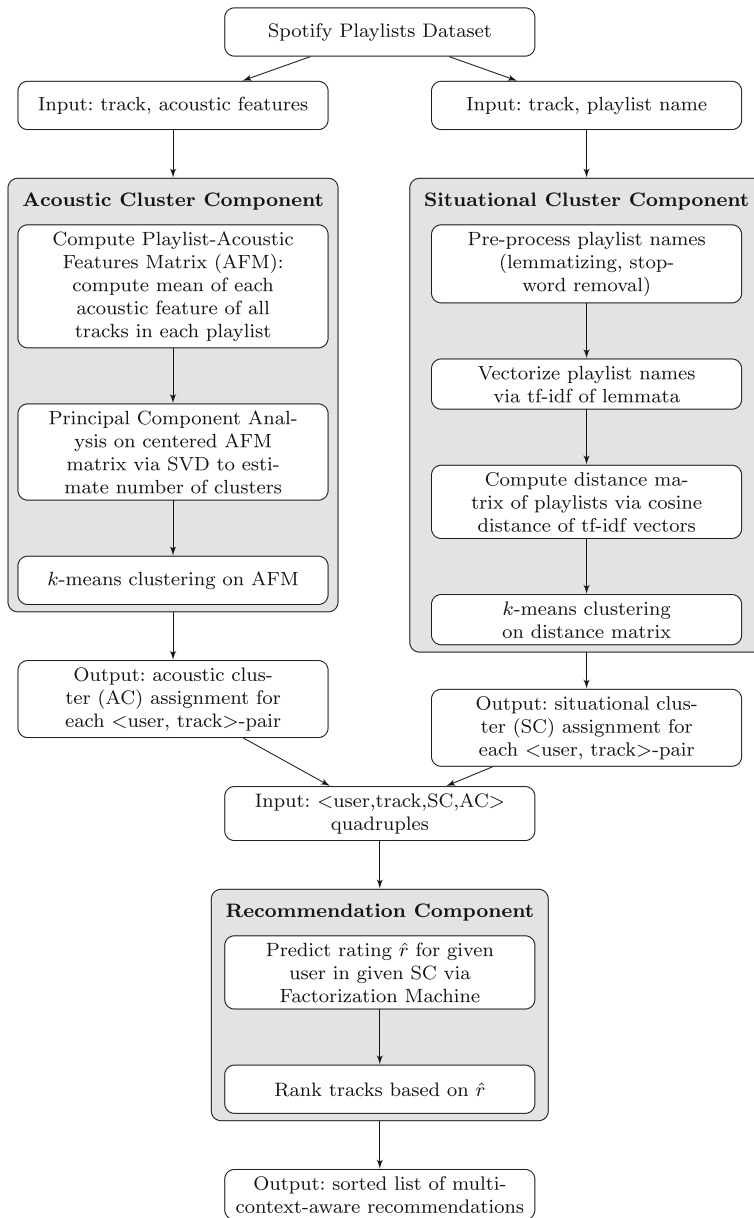 Spotify Playlists Dataset
Input: track, acoustic features
Input: track, playlist name
Acoustic Cluster Component
Compute Playlist-Acoustic
Features Matrix (AFM):
compute mean of each
acoustic feature of all
tracks in each playlist
Principal Component Anal-
ysis on centered AFM
matrix via SVD to esti-
mate number of clusters
k-means clustering on AFM
Output: acoustic clus-
ter (AC) assignment for
each <user, track>-pair
Situational Cluster Component
Pre-process playlist names
(lemmatizing, stop-
word removal)
Vectorize playlist names
via tf-idf of lemmata
Compute distance ma-
trix of playlists via cosine
distance of tf-idf vectors
k-means clustering
on distance matrix
Output: situational clus-
ter (SC) assignment for
each <user, track>-pair
Input: <user,track,SC,AC>
quadruples
Recommendation Component
Predict rating r̂ for given
user in given SC via
Factorization Machine
Rank tracks based on r̂
Output: sorted list of multi-
context-aware recommendations